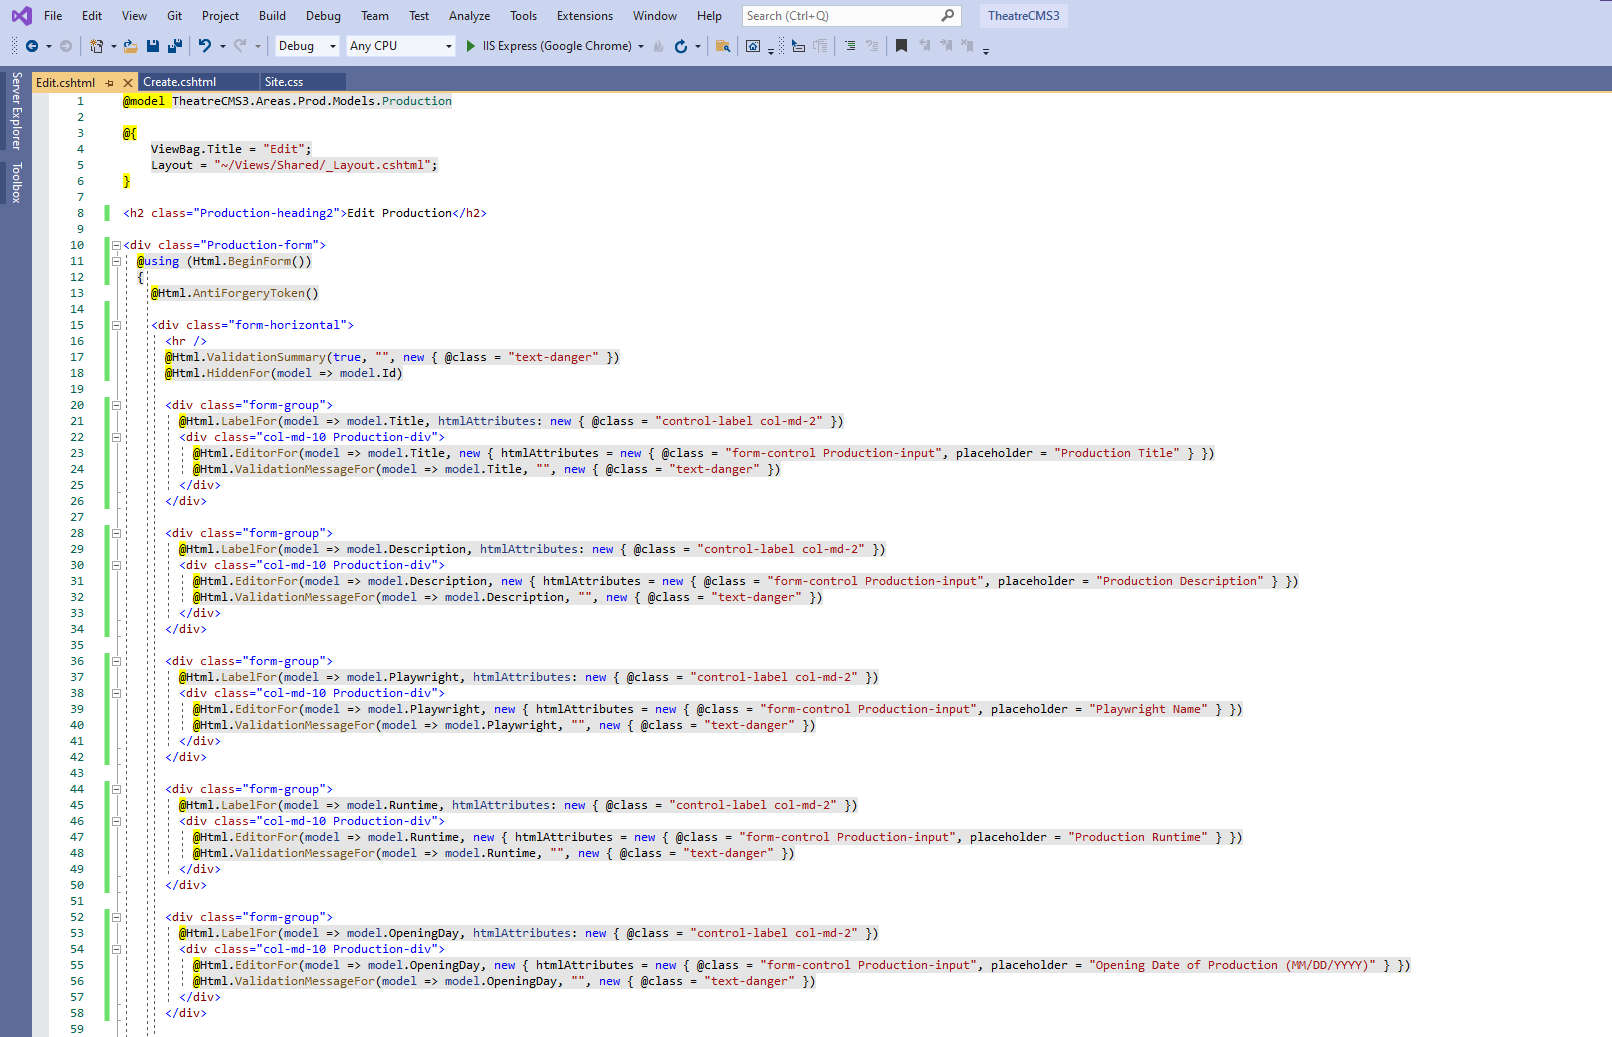 File Edit View Git Project Build Debug Team Test Analyze Tools Extensions Window Help Search (Ctrl+Q) TheatreCMS3
Debug Any CPU IIS Express (Google Chrome)
Server Explorer
Toolbox
Edit.cshtml Create.cshtml Site.css
1 @model TheatreCMS3.Areas.Prod.Models.Production
2
3 @{
4 ViewBag.Title = "Edit";
5 Layout = "~/Views/Shared/_Layout.cshtml";
6 }
7
8 <h2 class="Production-heading2">Edit Production</h2>
9
10 <div class="Production-form">
11 @using (Html.BeginForm())
12 {
13 @Html.AntiForgeryToken()
14
15 <div class="form-horizontal">
16 <hr />
17 @Html.ValidationSummary(true, "", new { @class = "text-danger" })
18 @Html.HiddenFor(model => model.Id)
19
20 <div class="form-group">
21 @Html.LabelFor(model => model.Title, htmlAttributes: new { @class = "control-label col-md-2" })
22 <div class="col-md-10 Production-div">
23 @Html.EditorFor(model => model.Title, new { htmlAttributes = new { @class = "form-control Production-input", placeholder = "Production Title" } })
24 @Html.ValidationMessageFor(model => model.Title, "", new { @class = "text-danger" })
25 </div>
26 </div>
27
28 <div class="form-group">
29 @Html.LabelFor(model => model.Description, htmlAttributes: new { @class = "control-label col-md-2" })
30 <div class="col-md-10 Production-div">
31 @Html.EditorFor(model => model.Description, new { htmlAttributes = new { @class = "form-control Production-input", placeholder = "Production Description" } })
32 @Html.ValidationMessageFor(model => model.Description, "", new { @class = "text-danger" })
33 </div>
34 </div>
35
36 <div class="form-group">
37 @Html.LabelFor(model => model.Playwright, htmlAttributes: new { @class = "control-label col-md-2" })
38 <div class="col-md-10 Production-div">
39 @Html.EditorFor(model => model.Playwright, new { htmlAttributes = new { @class = "form-control Production-input", placeholder = "Playwright Name" } })
40 @Html.ValidationMessageFor(model => model.Playwright, "", new { @class = "text-danger" })
41 </div>
42 </div>
43
44 <div class="form-group">
45 @Html.LabelFor(model => model.Runtime, htmlAttributes: new { @class = "control-label col-md-2" })
46 <div class="col-md-10 Production-div">
47 @Html.EditorFor(model => model.Runtime, new { htmlAttributes = new { @class = "form-control Production-input", placeholder = "Production Runtime" } })
48 @Html.ValidationMessageFor(model => model.Runtime, "", new { @class = "text-danger" })
49 </div>
50 </div>
51
52 <div class="form-group">
53 @Html.LabelFor(model => model.OpeningDay, htmlAttributes: new { @class = "control-label col-md-2" })
54 <div class="col-md-10 Production-div">
55 @Html.EditorFor(model => model.OpeningDay, new { htmlAttributes = new { @class = "form-control Production-input", placeholder = "Opening Date of Production (MM/DD/YYYY)" } })
56 @Html.ValidationMessageFor(model => model.OpeningDay, "", new { @class = "text-danger" })
57 </div>
58 </div>
59